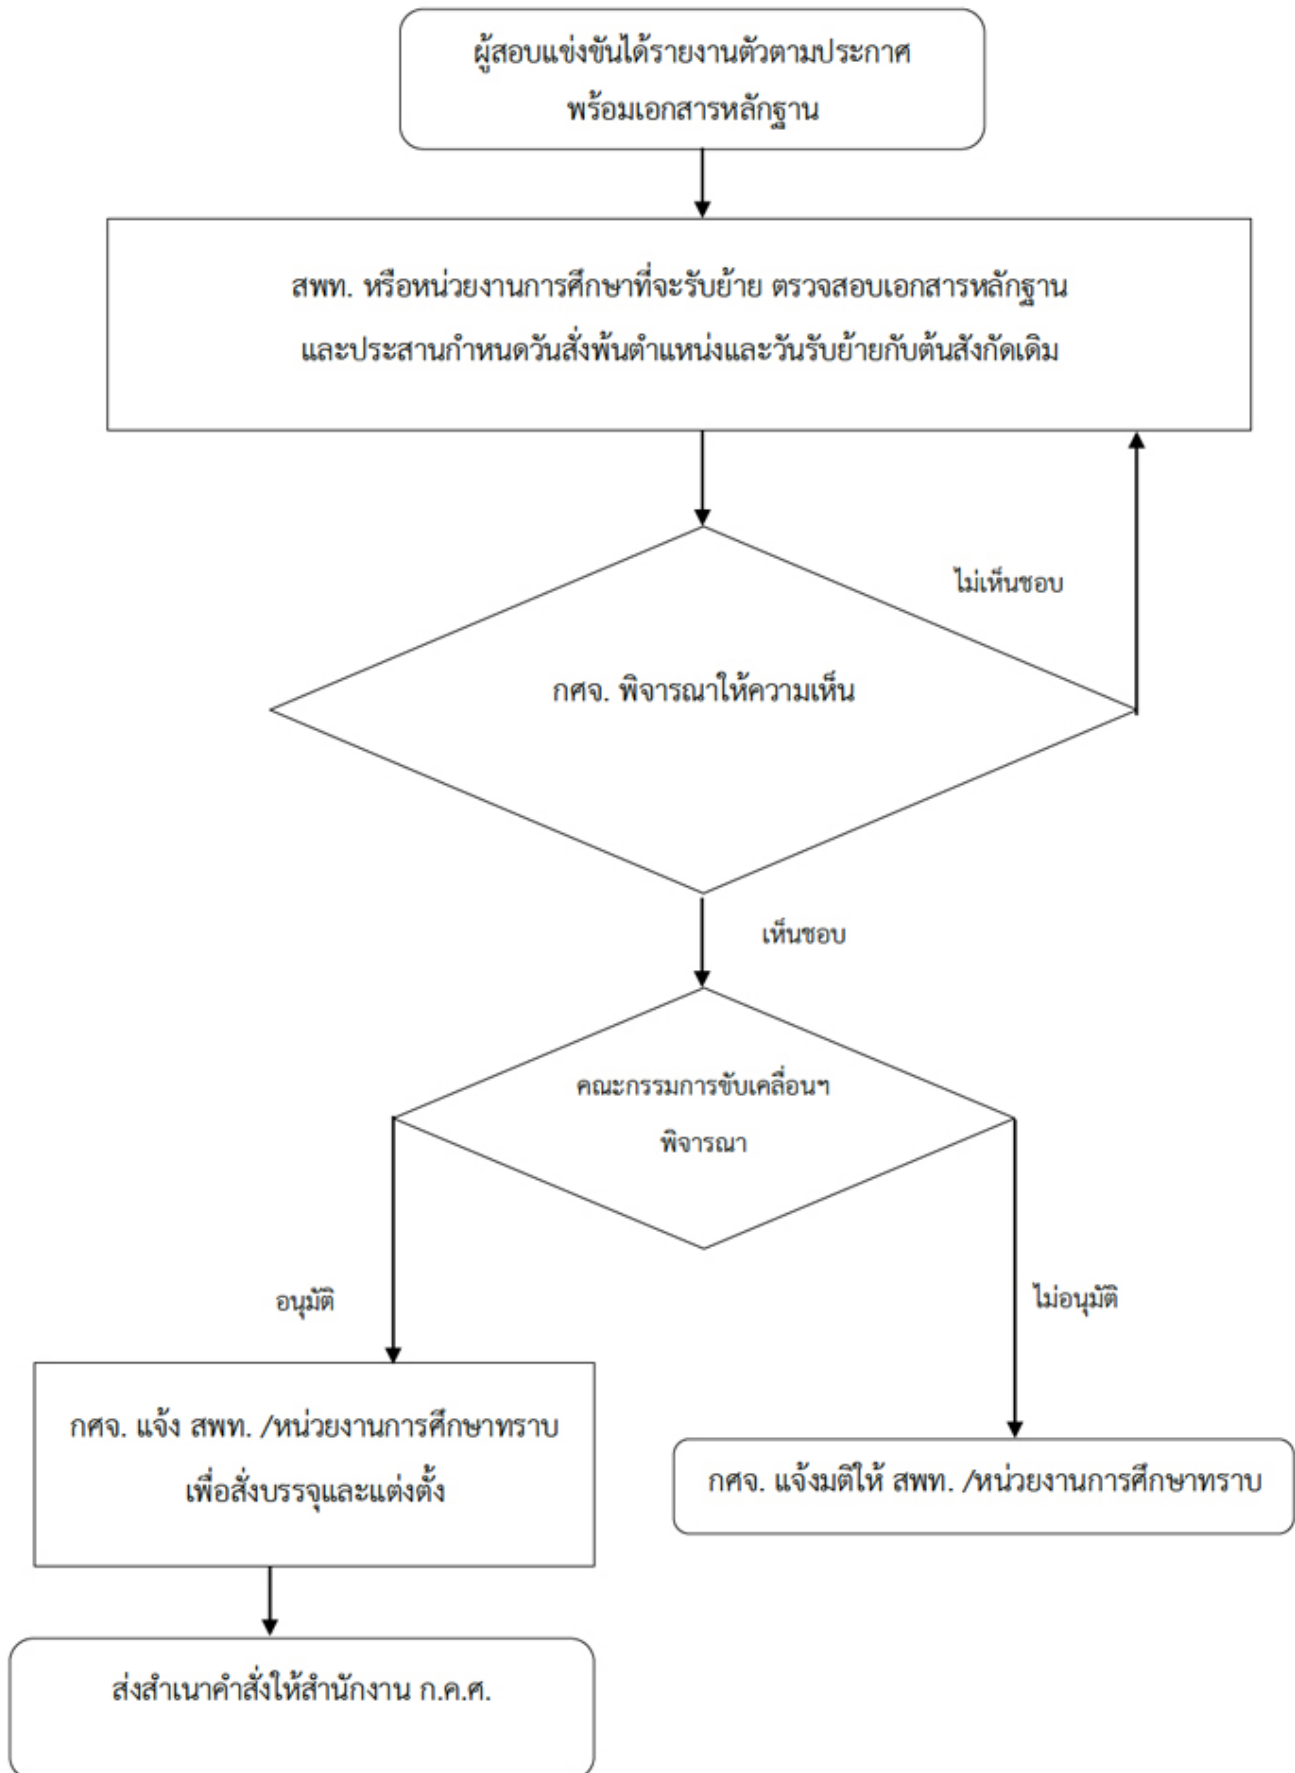 ผู้สอบแข่งขันได้รายงานตัวตามประกาศ
พร้อมเอกสารหลักฐาน
สพท. หรือหน่วยงานการศึกษาที่จะรับย้าย ตรวจสอบเอกสารหลักฐาน
และประสานกำหนดวันสั่งพ้นตำแหน่งและวันรับย้ายกับต้นสังกัดเดิม
ไม่เห็นชอบ
กศจ. พิจารณาให้ความเห็น
เห็นชอบ
คณะกรรมการขับเคลื่อนฯ
พิจารณา
อนุมัติ
ไม่อนุมัติ
กศจ. แจ้ง สพท. /หน่วยงานการศึกษาทราบ
เพื่อสั่งบรรจุและแต่งตั้ง
กศจ. แจ้งมติให้ สพท. /หน่วยงานการศึกษาทราบ
ส่งสำเนาคำสั่งให้สำนักงาน ก.ค.ศ.